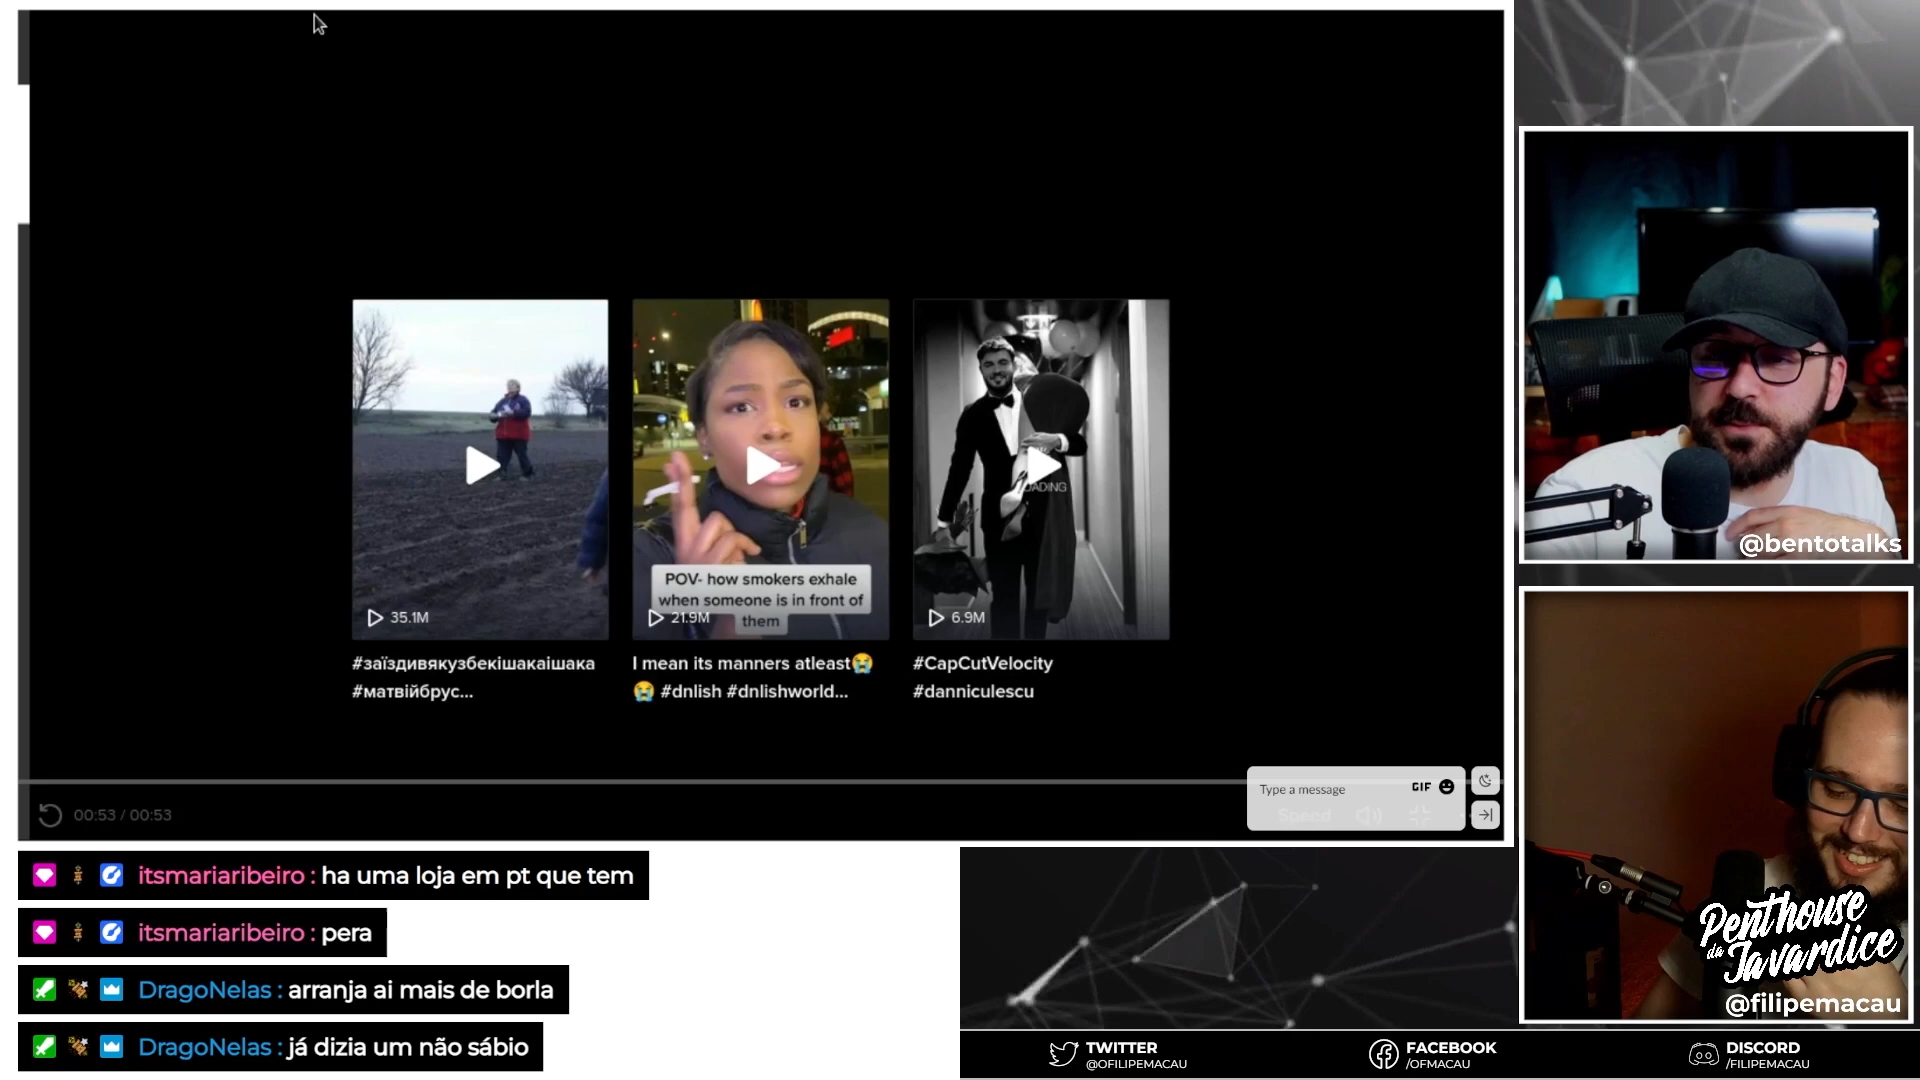 @bentotalks
LOADING
POV- how smokers exhale
when someone is in front of
them
35.1M
21.9M
6.9M
#заїздивякузбекішакаішака
#матвійбрус...
I mean its manners atleast😭
😭 #dnlish #dnlishworld...
#CapCutVelocity
#danniculescu
Type a message
GIF
Speed
00:53 / 00:53
itsmariaribeiro : ha uma loja em pt que tem
itsmariaribeiro : pera
DragoNelas : arranja ai mais de borla
DragoNelas : já dizia um não sábio
Penthouse
da Javardice
@filipemacau
TWITTER
@OFILIPEMACAU
FACEBOOK
/OFMACAU
DISCORD
/FILIPEMACAU